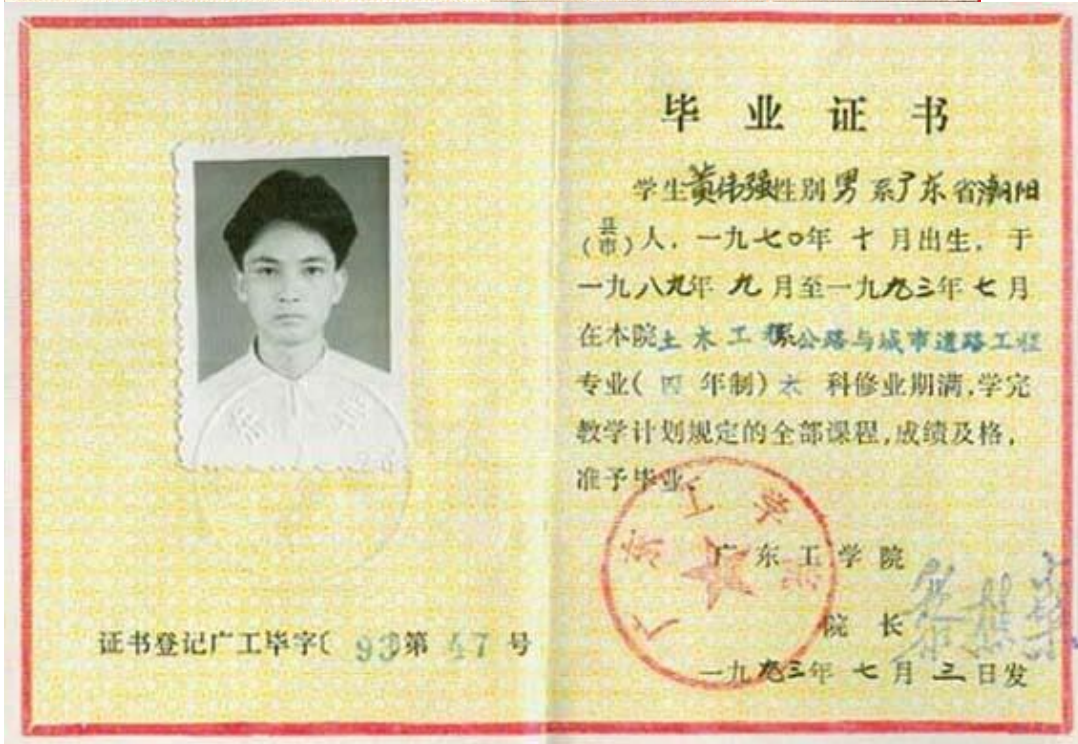 毕业证书
学生黄伟强性别男系广东省潮阳
(县市)人，一九七〇年十月出生，于
一九八九年九月至一九九三年七月
在本院土木工程系公路与城市道路工程
专业(四年制)本科修业期满,学完
教学计划规定的全部课程,成绩及格,
准予毕业。
广东工学院
广东工学院
院长
一九九三年七月三日发
证书登记广工毕字〔93〕第47号